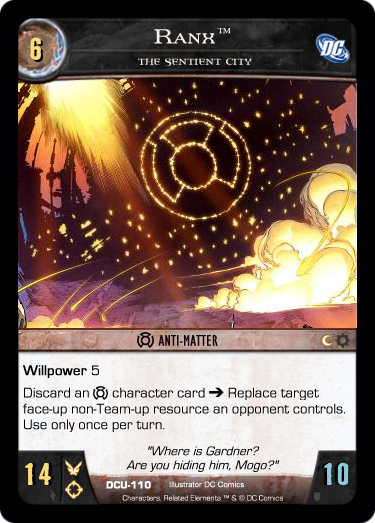 6
Ranx™
THE SENTIENT CITY
DC
ANTI-MATTER
Willpower 5
Discard an character card ➔ Replace target
face-up non-Team-up resource an opponent controls.
Use only once per turn.
"Where is Gardner?
Are you hiding him, Mogo?"
14
DCU-110 Illustrator DC Comics
10
Characters, Related Elements ™ & © DC Comics